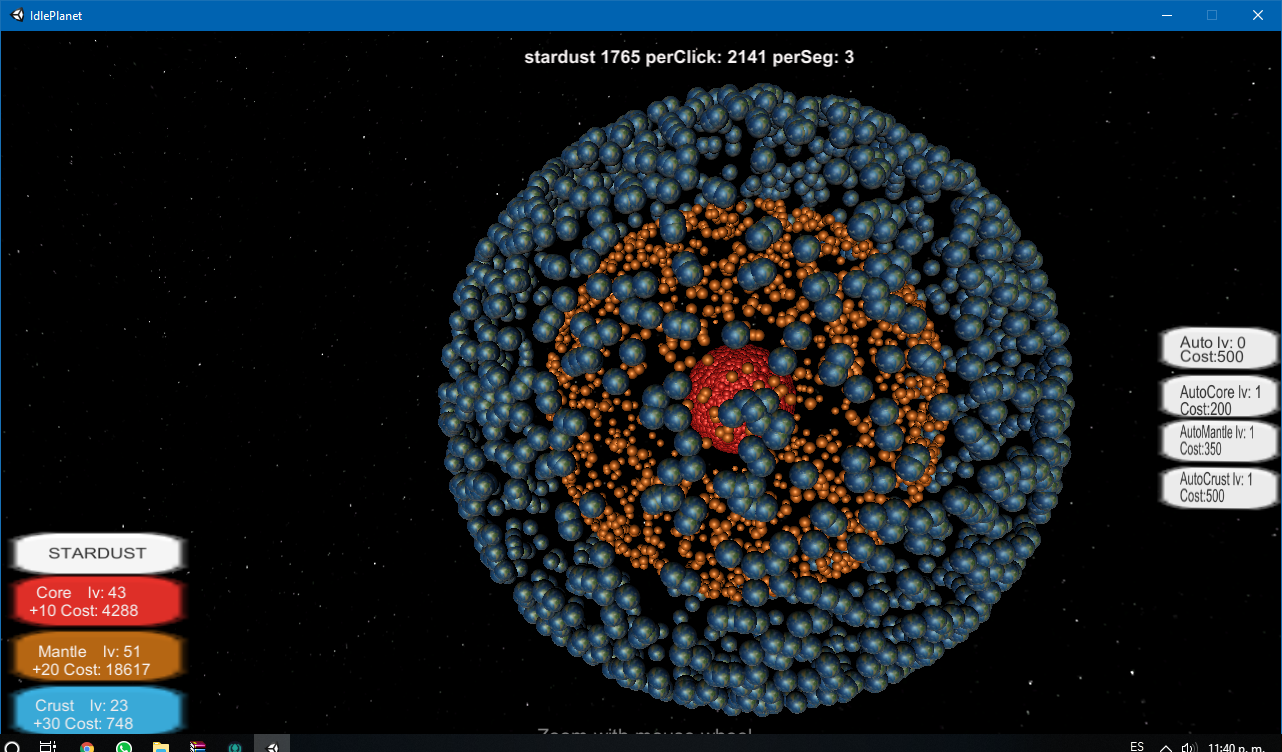 IdlePlanet
stardust 1765 perClick: 2141 perSeg: 3
Auto lv: 0
Cost:500
AutoCore lv: 1
Cost:200
AutoMantle lv: 1
Cost:350
AutoCrust lv: 1
Cost:500
STARDUST
Core lv: 43
+10 Cost: 4288
Mantle lv: 51
+20 Cost: 18617
Crust lv: 23
+30 Cost: 748
Zoom with mouse wheel
ES
11:40 p. m.